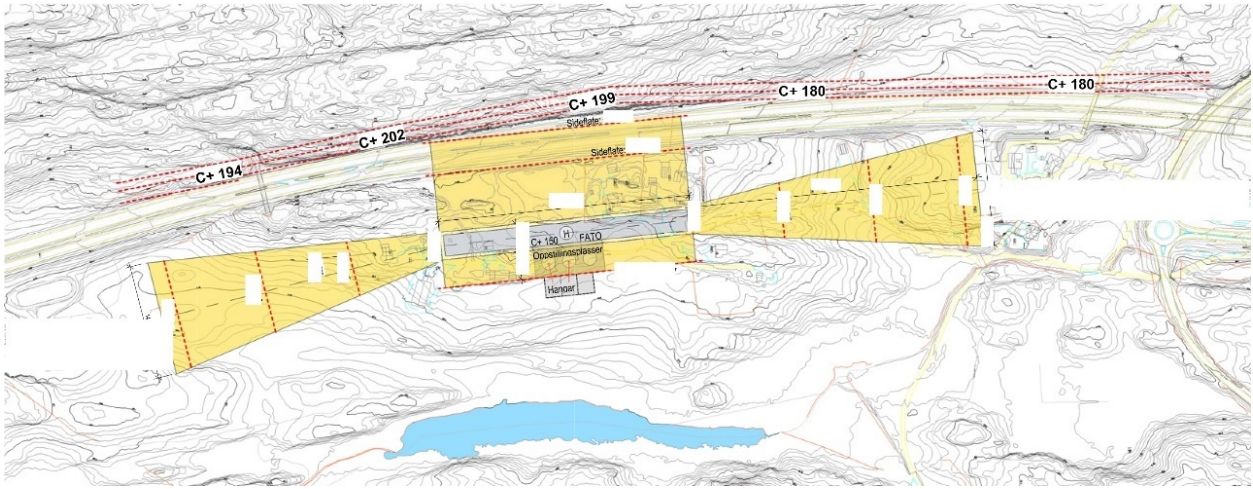 C+ 180
C+ 180
C+ 199
C+ 202
C+ 194
Sideflate:
Sideflate:
H
FATO
C+ 150
Oppstillingsplasser
Hangar